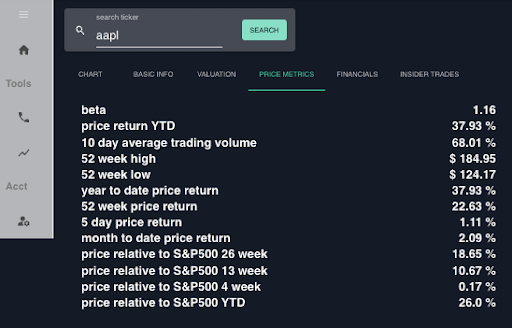 search ticker
aapl
SEARCH
Tools
Acct
CHART BASIC INFO VALUATION PRICE METRICS FINANCIALS INSIDER TRADES
beta 1.16
price return YTD 37.93 %
10 day average trading volume 68.01 %
52 week high $ 184.95
52 week low $ 124.17
year to date price return 37.93 %
52 week price return 22.63 %
5 day price return 1.11 %
month to date price return 2.09 %
price relative to S&P500 26 week 18.65 %
price relative to S&P500 13 week 10.67 %
price relative to S&P500 4 week 0.17 %
price relative to S&P500 YTD 26.0 %